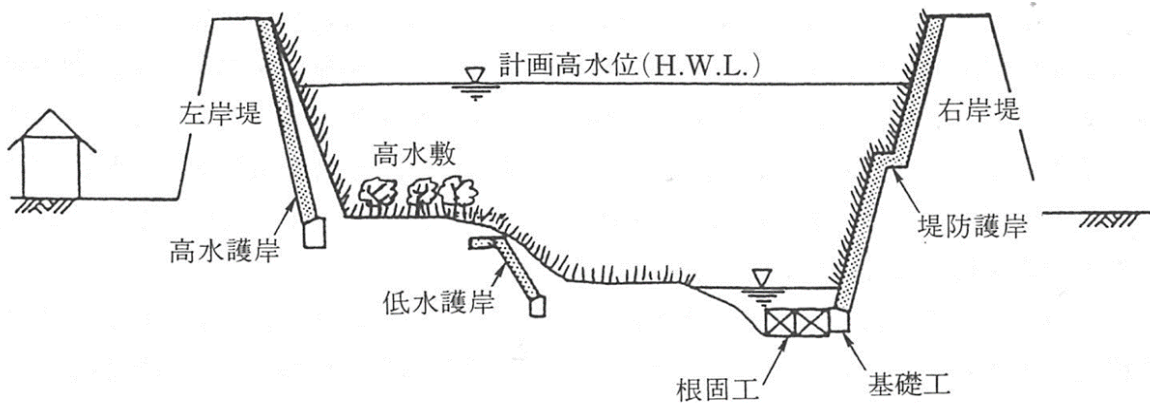 計画高水位(H.W.L.)
左岸堤
右岸堤
高水敷
高水護岸
堤防護岸
低水護岸
根固工
基礎工